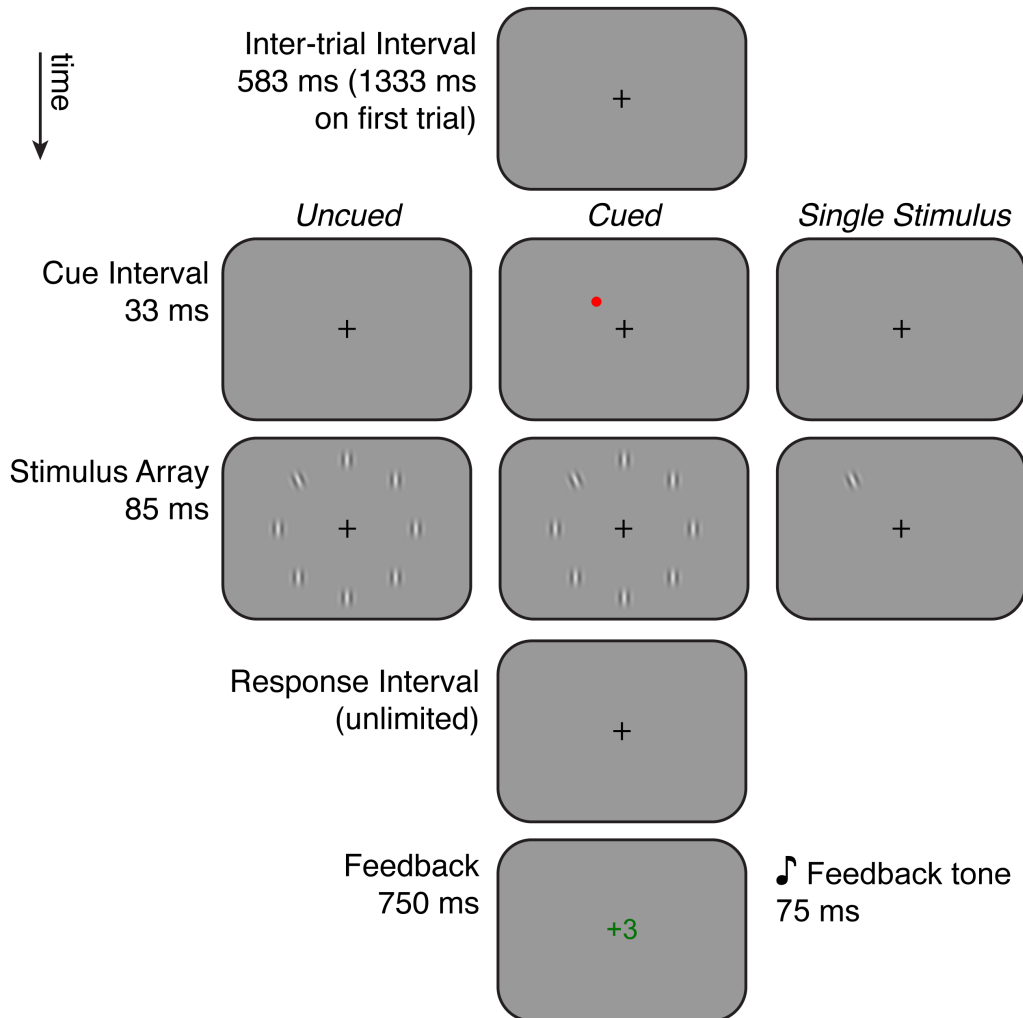 time
Inter-trial Interval
583 ms (1333 ms
on first trial)
Uncued
Cued
Single Stimulus
Cue Interval
33 ms
Stimulus Array
85 ms
Response Interval
(unlimited)
Feedback
750 ms
+3
♪ Feedback tone
75 ms